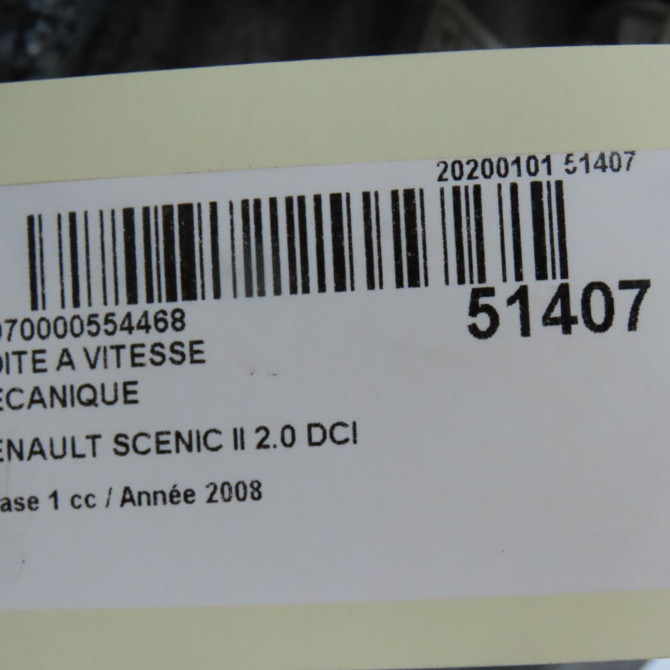 20200101 51407
070000554468
51407
OITE A VITESSE
ECANIQUE
ENAULT SCENIC II 2.0 DCI
ase 1 cc / Année 2008